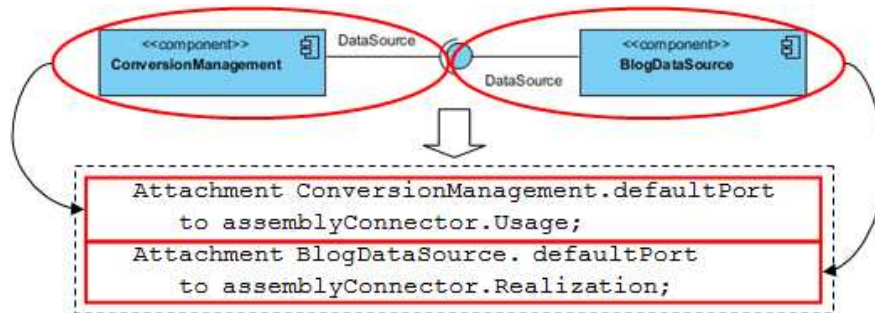 <<component>>
ConversionManagement
DataSource
DataSource
<<component>>
BlogDataSource
Attachment ConversionManagement.defaultPort
to assemblyConnector.Usage;
Attachment BlogDataSource. defaultPort
to assemblyConnector.Realization;